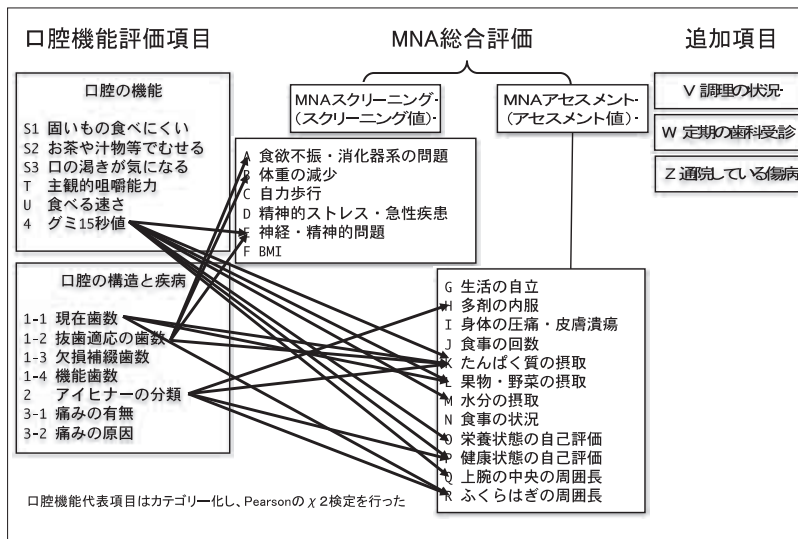 口腔機能評価項目
MNA総合評価
追加項目
口腔の機能
S1 固いもの食べにくい
S2 お茶や汁物等でむせる
S3 口の渇きが気になる
T 主観的咀嚼能力
U 食べる速さ
4 グミ15秒値
口腔の構造と疾病
1-1 現在歯数
1-2 抜歯適応の歯数
1-3 欠損補綴歯数
1-4 機能歯数
2 アイヒナーの分類
3-1 痛みの有無
3-2 痛みの原因
MNAスクリーニング
(スクリーニング値)
A 食欲不振・消化器系の問題
B 体重の減少
C 自力歩行
D 精神的ストレス・急性疾患
E 神経・精神的問題
F BMI
MNAアセスメント
(アセスメント値)
G 生活の自立
H 多剤の内服
I 身体の圧痛・皮膚潰瘍
J 食事の回数
K たんぱく質の摂取
L 果物・野菜の摂取
M 水分の摂取
N 食事の状況
O 栄養状態の自己評価
P 健康状態の自己評価
Q 上腕の中央の周囲長
R ふくらはぎの周囲長
V 調理の状況
W 定期の歯科受診
Z 通院している傷病
口腔機能代表項目はカテゴリー化し、Pearsonのχ2検定を行った